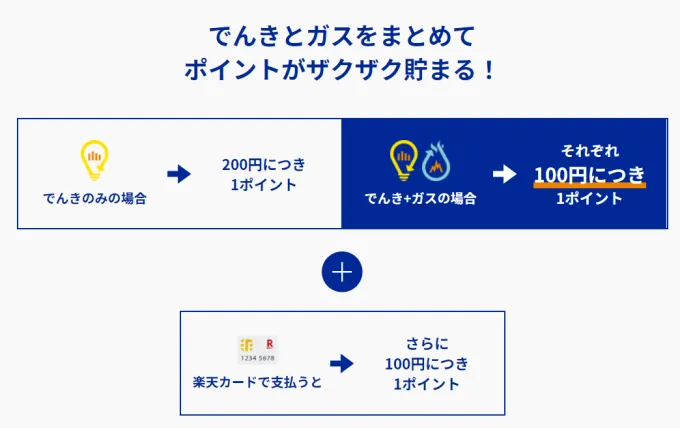 でんきとガスをまとめて
ポイントがザクザク貯まる！
でんきのみの場合
200円につき
1ポイント
でんき+ガスの場合
それぞれ
100円につき
1ポイント
R
1234 5678
楽天カードで支払うと
さらに
100円につき
1ポイント